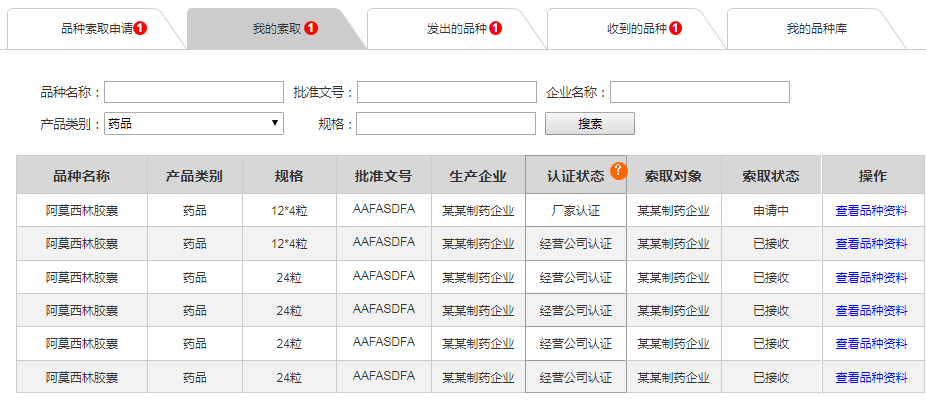 品种索取申请 1 我的索取 1 发出的品种 1 收到的品种 1 我的品种库
品种名称： 批准文号： 企业名称：
产品类别： 药品 规格： 搜索
品种名称 产品类别 规格 批准文号 生产企业 认证状态 ? 索取对象 索取状态 操作
阿莫西林胶囊 药品 12*4粒 AAFASDFA 某某制药企业 厂家认证 某某制药企业 申请中 查看品种资料
阿莫西林胶囊 药品 12*4粒 AAFASDFA 某某制药企业 经营公司认证 某某制药企业 已接收 查看品种资料
阿莫西林胶囊 药品 24粒 AAFASDFA 某某制药企业 经营公司认证 某某制药企业 已接收 查看品种资料
阿莫西林胶囊 药品 24粒 AAFASDFA 某某制药企业 经营公司认证 某某制药企业 已接收 查看品种资料
阿莫西林胶囊 药品 24粒 AAFASDFA 某某制药企业 经营公司认证 某某制药企业 已接收 查看品种资料
阿莫西林胶囊 药品 24粒 AAFASDFA 某某制药企业 经营公司认证 某某制药企业 已接收 查看品种资料